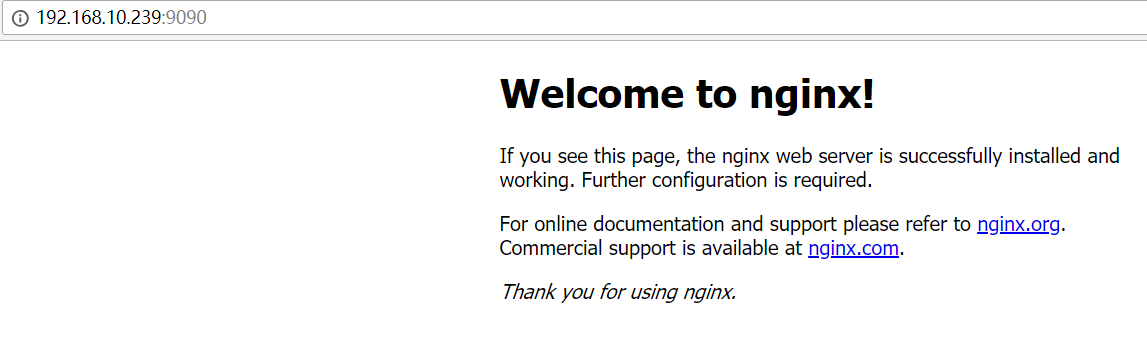 192.168.10.239:9090
Welcome to nginx!
If you see this page, the nginx web server is successfully installed and
working. Further configuration is required.
For online documentation and support please refer to nginx.org.
Commercial support is available at nginx.com.
Thank you for using nginx.